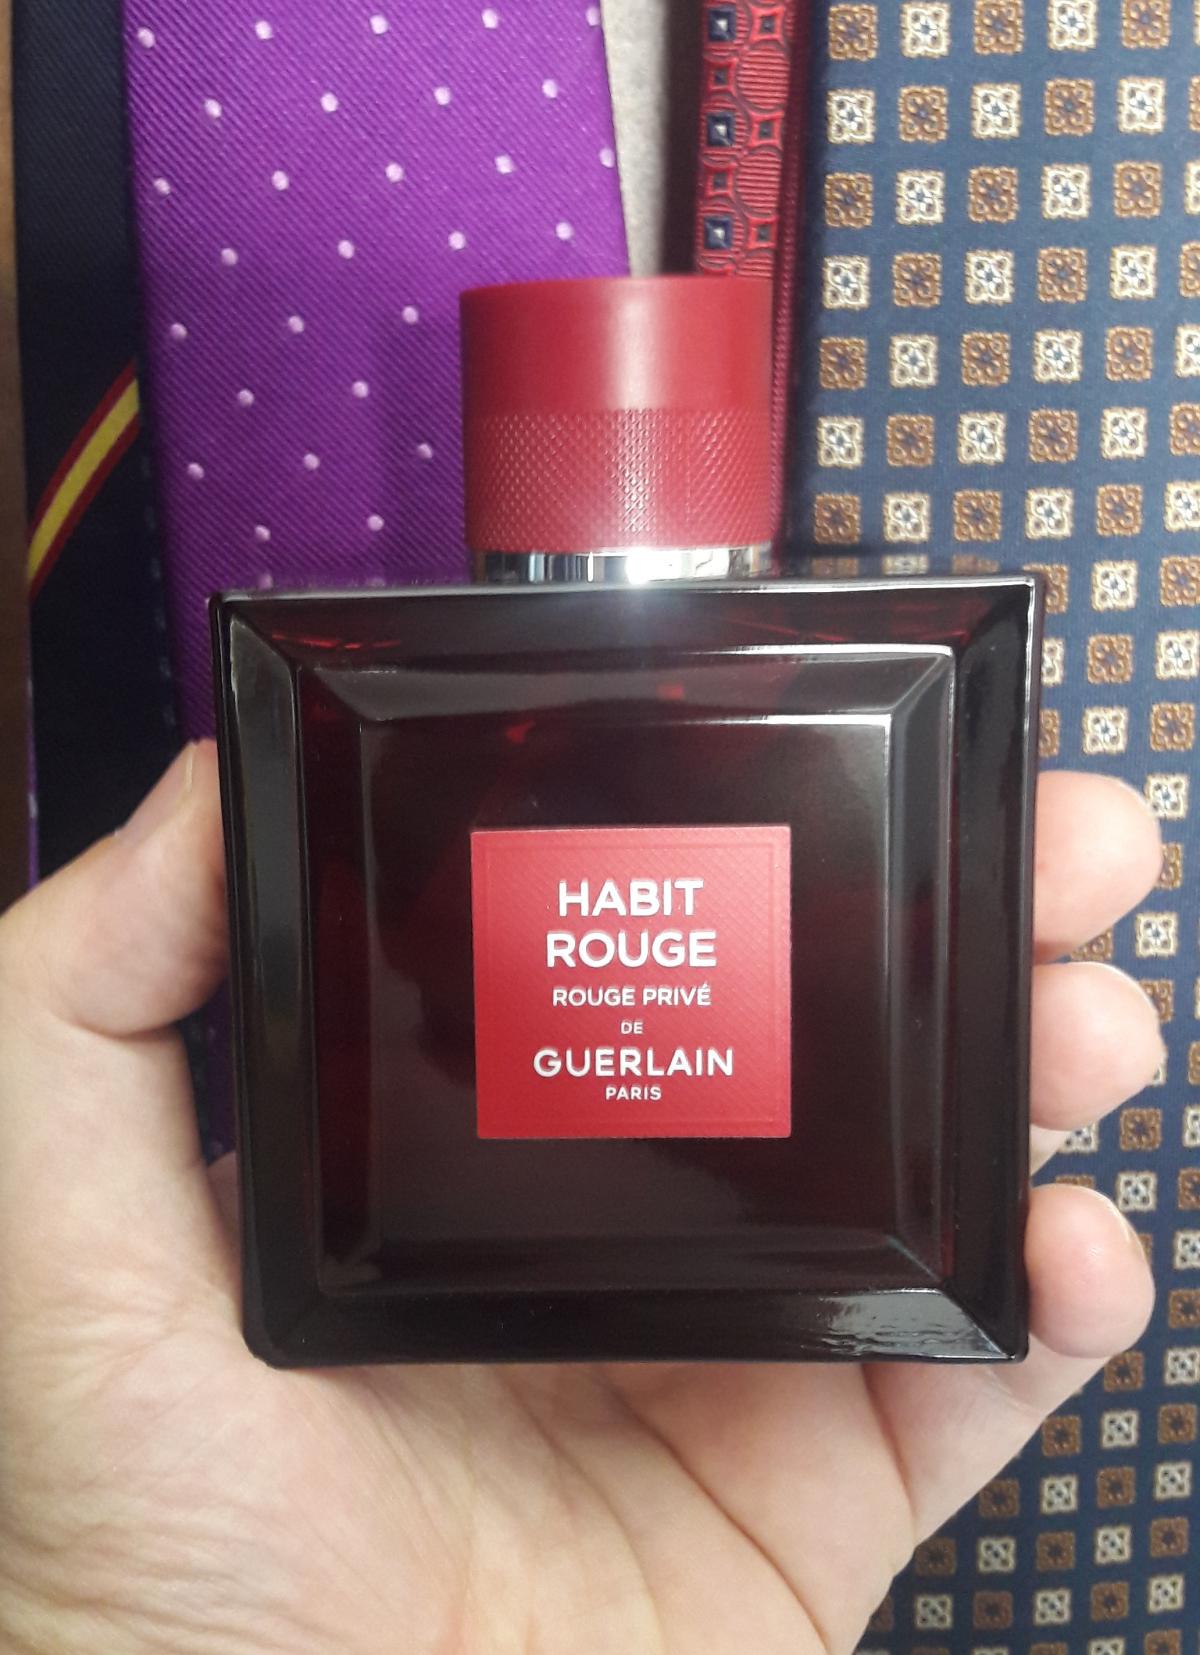 HABIT
ROUGE
ROUGE PRIVÉ
DE
GUERLAIN
PARIS